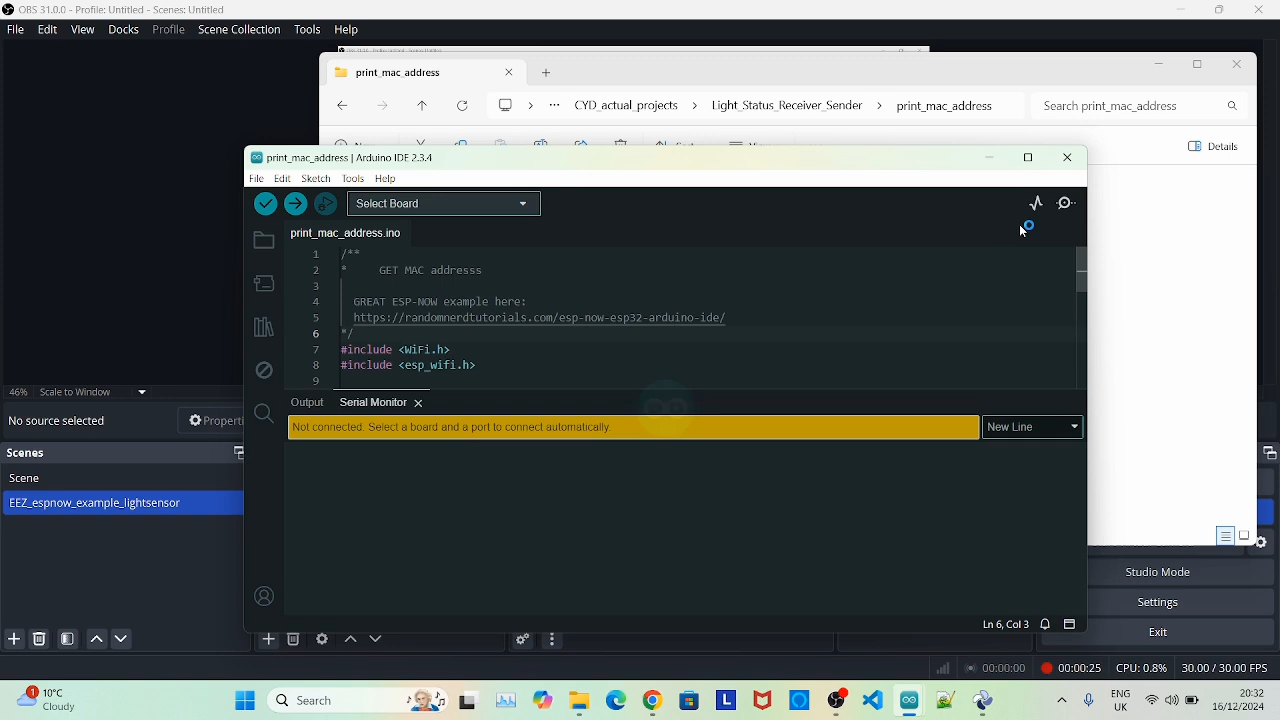 OBS 31.0.0 - Profile: Untitled - Scenes: Untitled
File Edit View Docks Profile Scene Collection Tools Help
print_mac_address
... CYD_actual_projects > Light_Status_Receiver_Sender > print_mac_address
Search print_mac_address
Details
print_mac_address | Arduino IDE 2.3.4
File Edit Sketch Tools Help
Select Board
print_mac_address.ino
1 /**
2 * GET MAC addresss
3
4 GREAT ESP-NOW example here:
5 https://randomnerdtutorials.com/esp-now-esp32-arduino-ide/
6 */
7 #include <WiFi.h>
8 #include <esp_wifi.h>
9
Output Serial Monitor
Not connected. Select a board and a port to connect automatically.
New Line
46% Scale to Window
No source selected
Properti
Scenes
Scene
EEZ_espnow_example_lightsensor
Ln 6, Col 3
Studio Mode
Settings
Exit
00:00:00 00:00:25 CPU: 0.8% 30.00 / 30.00 FPS
1
10°C
Cloudy
Search
ENG
UK
20:32
16/12/2024